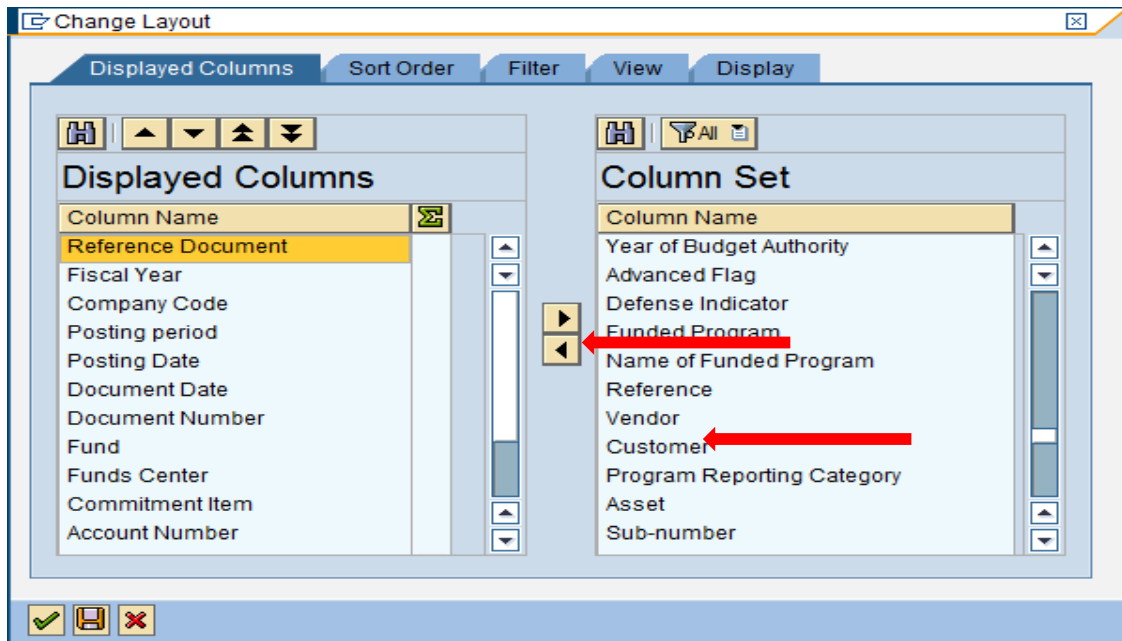 Change Layout
Displayed Columns Sort Order Filter View Display
All
Displayed Columns
Column Name
Reference Document
Fiscal Year
Company Code
Posting period
Posting Date
Document Date
Document Number
Fund
Funds Center
Commitment Item
Account Number
Column Set
Column Name
Year of Budget Authority
Advanced Flag
Defense Indicator
Funded Program
Name of Funded Program
Reference
Vendor
Customer
Program Reporting Category
Asset
Sub-number